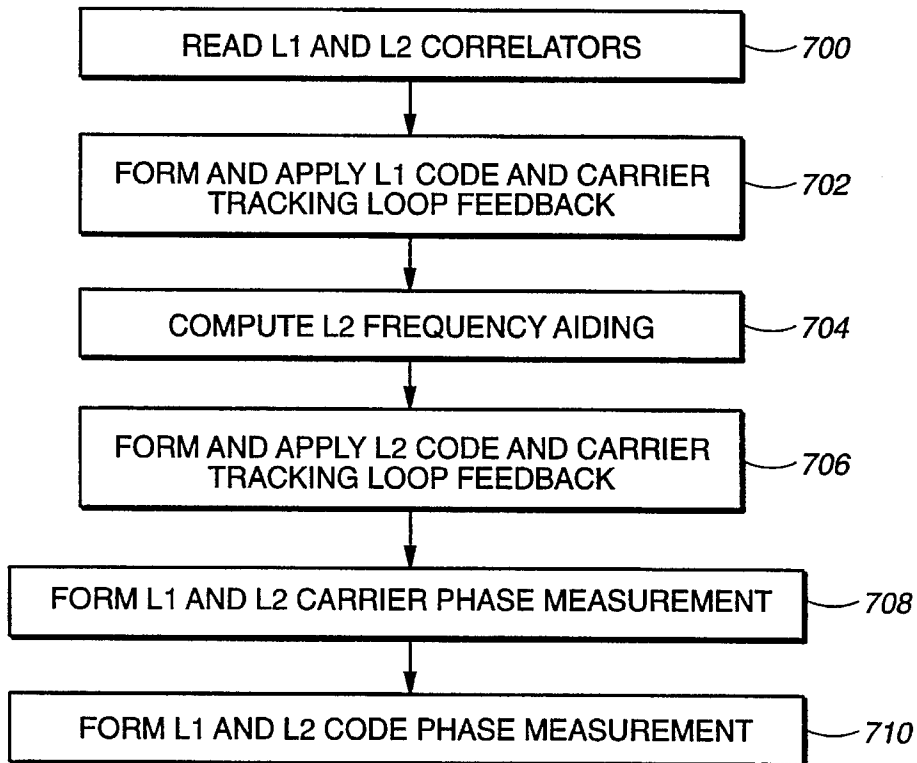 READ L1 AND L2 CORRELATORS
700
FORM AND APPLY L1 CODE AND CARRIER
TRACKING LOOP FEEDBACK
702
COMPUTE L2 FREQUENCY AIDING
704
FORM AND APPLY L2 CODE AND CARRIER
TRACKING LOOP FEEDBACK
706
FORM L1 AND L2 CARRIER PHASE MEASUREMENT
708
FORM L1 AND L2 CODE PHASE MEASUREMENT
710